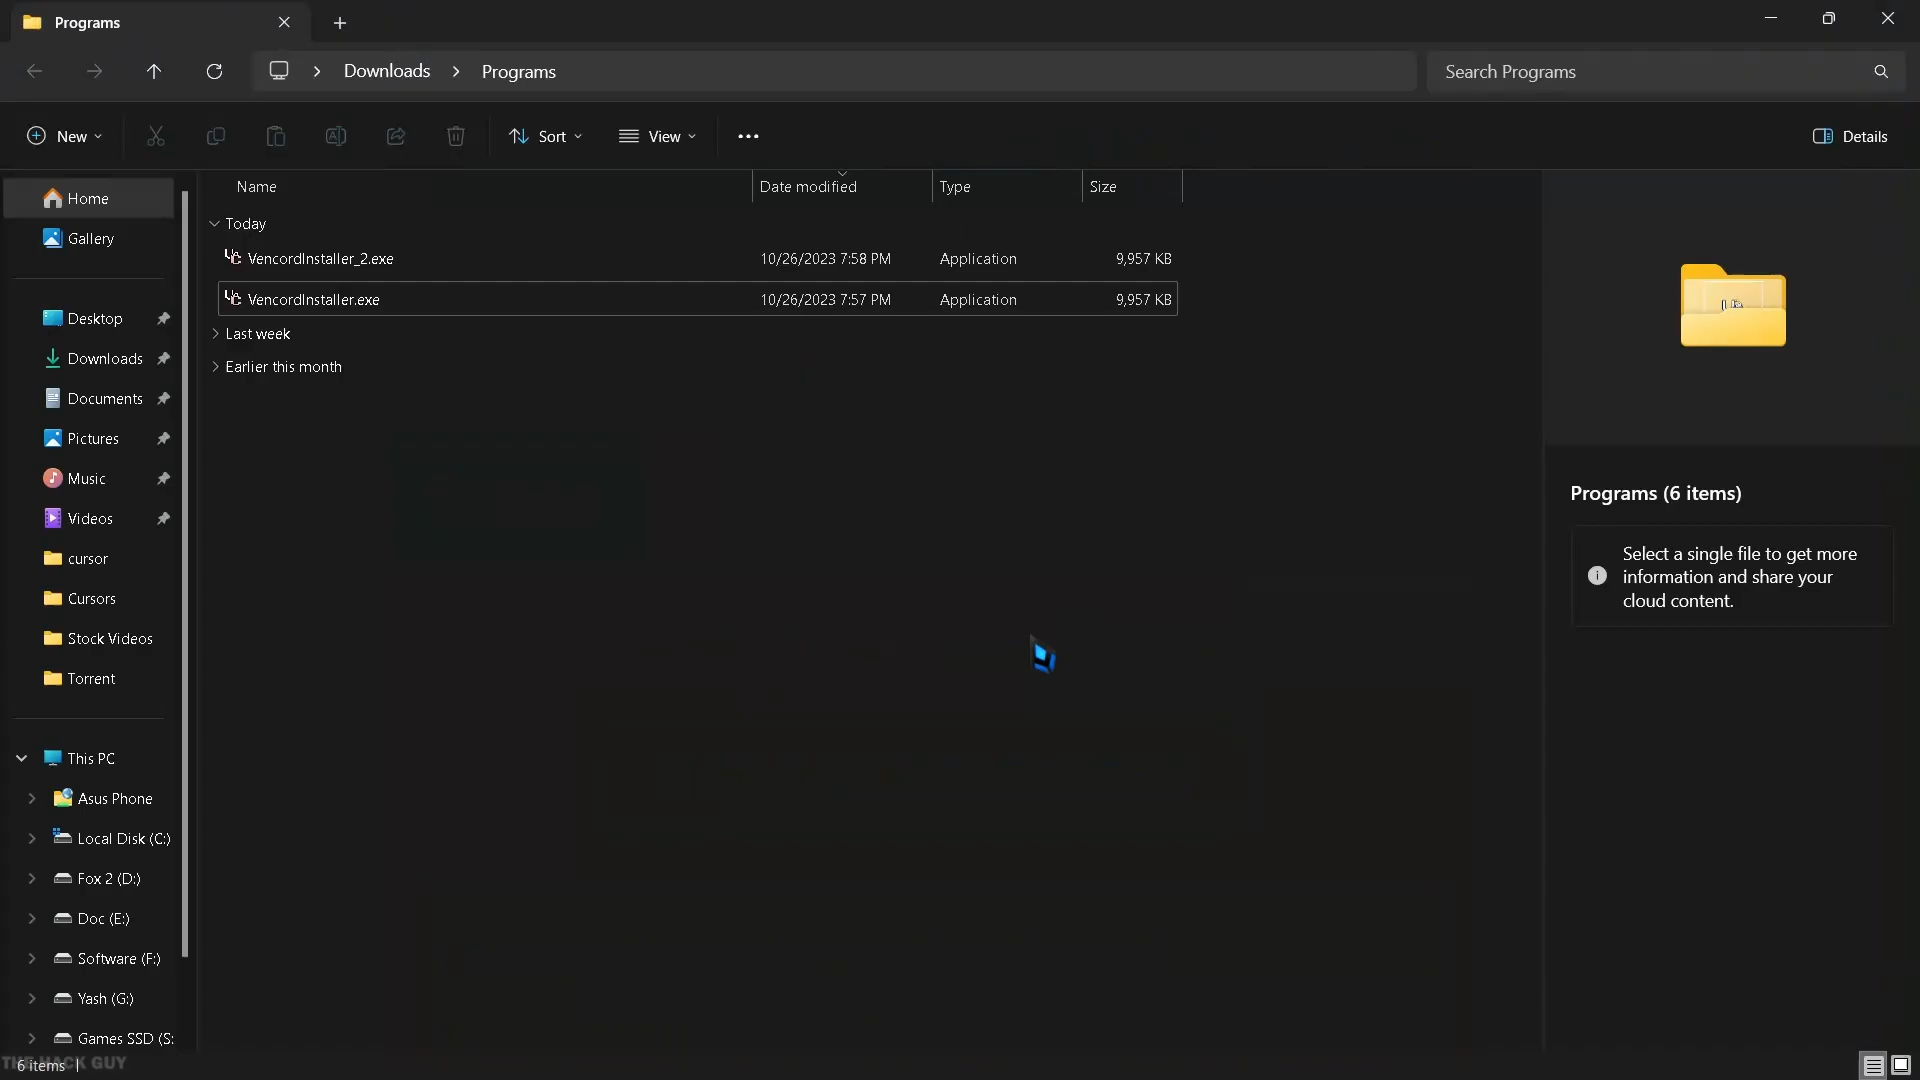 Programs
Downloads
Programs
Search Programs
New
Sort
View
Details
Name
Date modified
Type
Size
Today
VencordInstaller_2.exe 10/26/2023 7:58 PM Application 9,957 KB
VencordInstaller.exe 10/26/2023 7:57 PM Application 9,957 KB
Last week
Earlier this month
Home
Gallery
Desktop
Downloads
Documents
Pictures
Music
Videos
cursor
Cursors
Stock Videos
Torrent
This PC
Asus Phone
Local Disk (C:)
Fox 2 (D:)
Doc (E:)
Software (F:)
Yash (G:)
Games SSD (S:
Programs (6 items)
Select a single file to get more
information and share your
cloud content.
6 items
THE HACK GUY